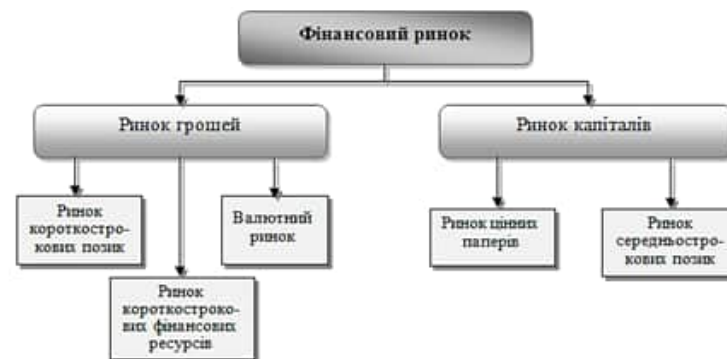 Фінансовий ринок
Ринок грошей
Ринок капіталів
Ринок
короткостро-
кових позик
Валютний
ринок
Ринок цінних
паперів
Ринок
середньостро-
кових позик
Ринок
короткостроко-
вих фінансових
ресурсів